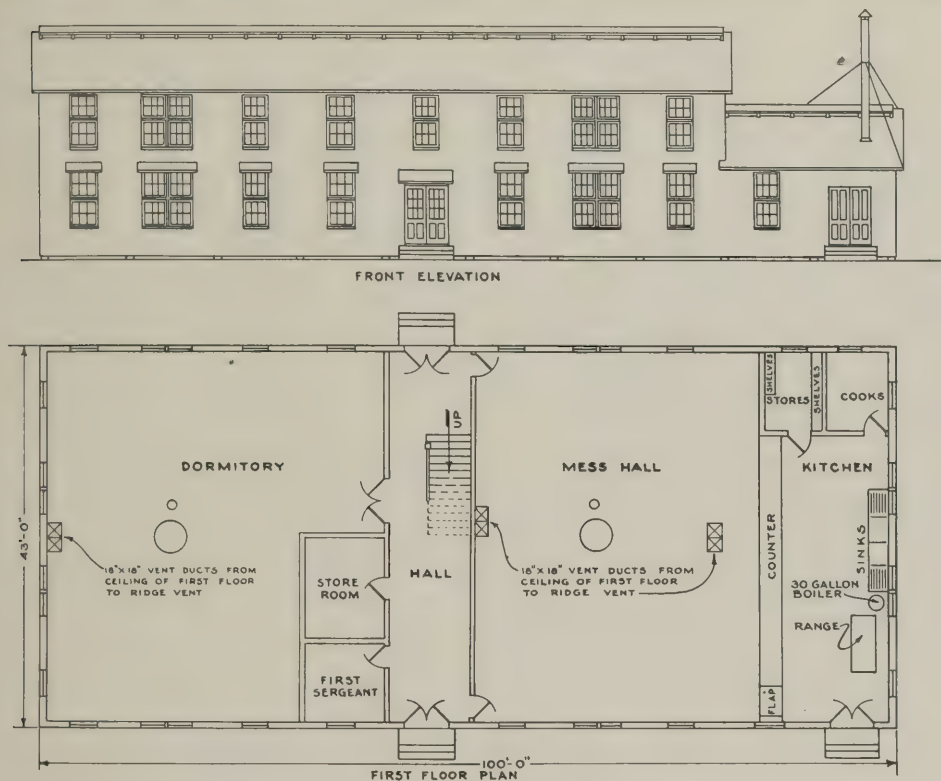 FRONT ELEVATION
43'-0"
DORMITORY
18"X18" VENT DUCTS FROM
CEILING OF FIRST FLOOR
TO RIDGE VENT
STORE
ROOM
FIRST
SERGEANT
HALL
UP
MESS HALL
18"X18" VENT DUCTS FROM
CEILING OF FIRST FLOOR
TO RIDGE VENT
SHELVES
STORES
SHELVES
COOKS
KITCHEN
COUNTER
SINKS
30 GALLON
BOILER
RANGE
FLAP
100'-0"
FIRST FLOOR PLAN